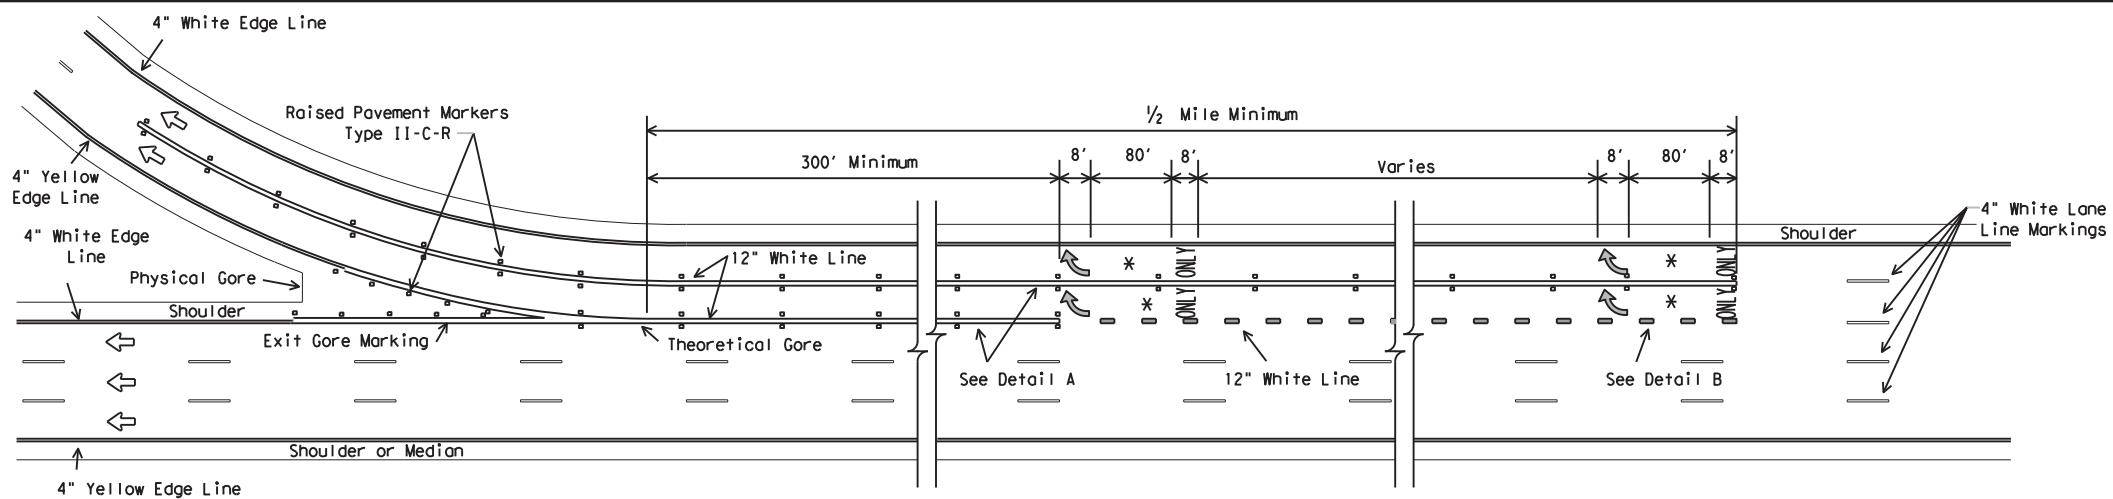 4" White Edge Line
Raised Pavement Markers
Type II-C-R
½ Mile Minimum
300' Minimum
8'
80'
8'
Varies
8'
80'
8'
4" Yellow
Edge Line
4" White Edge
Line
Physical Gore
Shoulder
Exit Gore Marking
12" White Line
Theoretical Gore
*
*
ONLY
ONLY
*
*
ONLY
ONLY
Shoulder
4" White Lane
Line Markings
See Detail A
12" White Line
See Detail B
Shoulder or Median
4" Yellow Edge Line